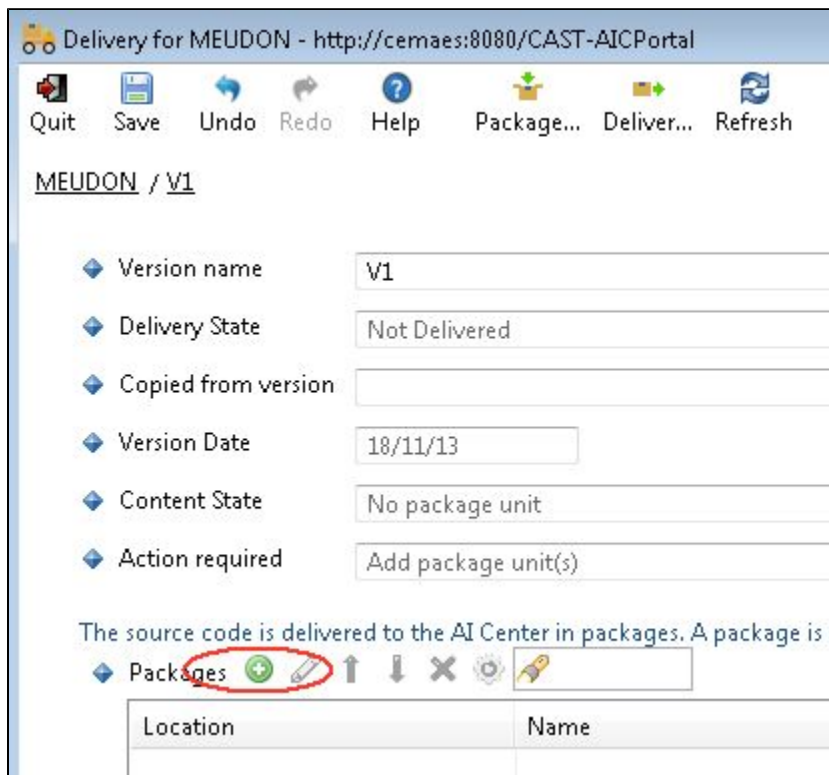 Delivery for MEUDON - http://cemaes:8080/CAST-AICPortal
Quit Save Undo Redo Help Package... Deliver... Refresh
MEUDON / V1
Version name V1
Delivery State Not Delivered
Copied from version
Version Date 18/11/13
Content State No package unit
Action required Add package unit(s)
The source code is delivered to the AI Center in packages. A package is
Packages
Location Name